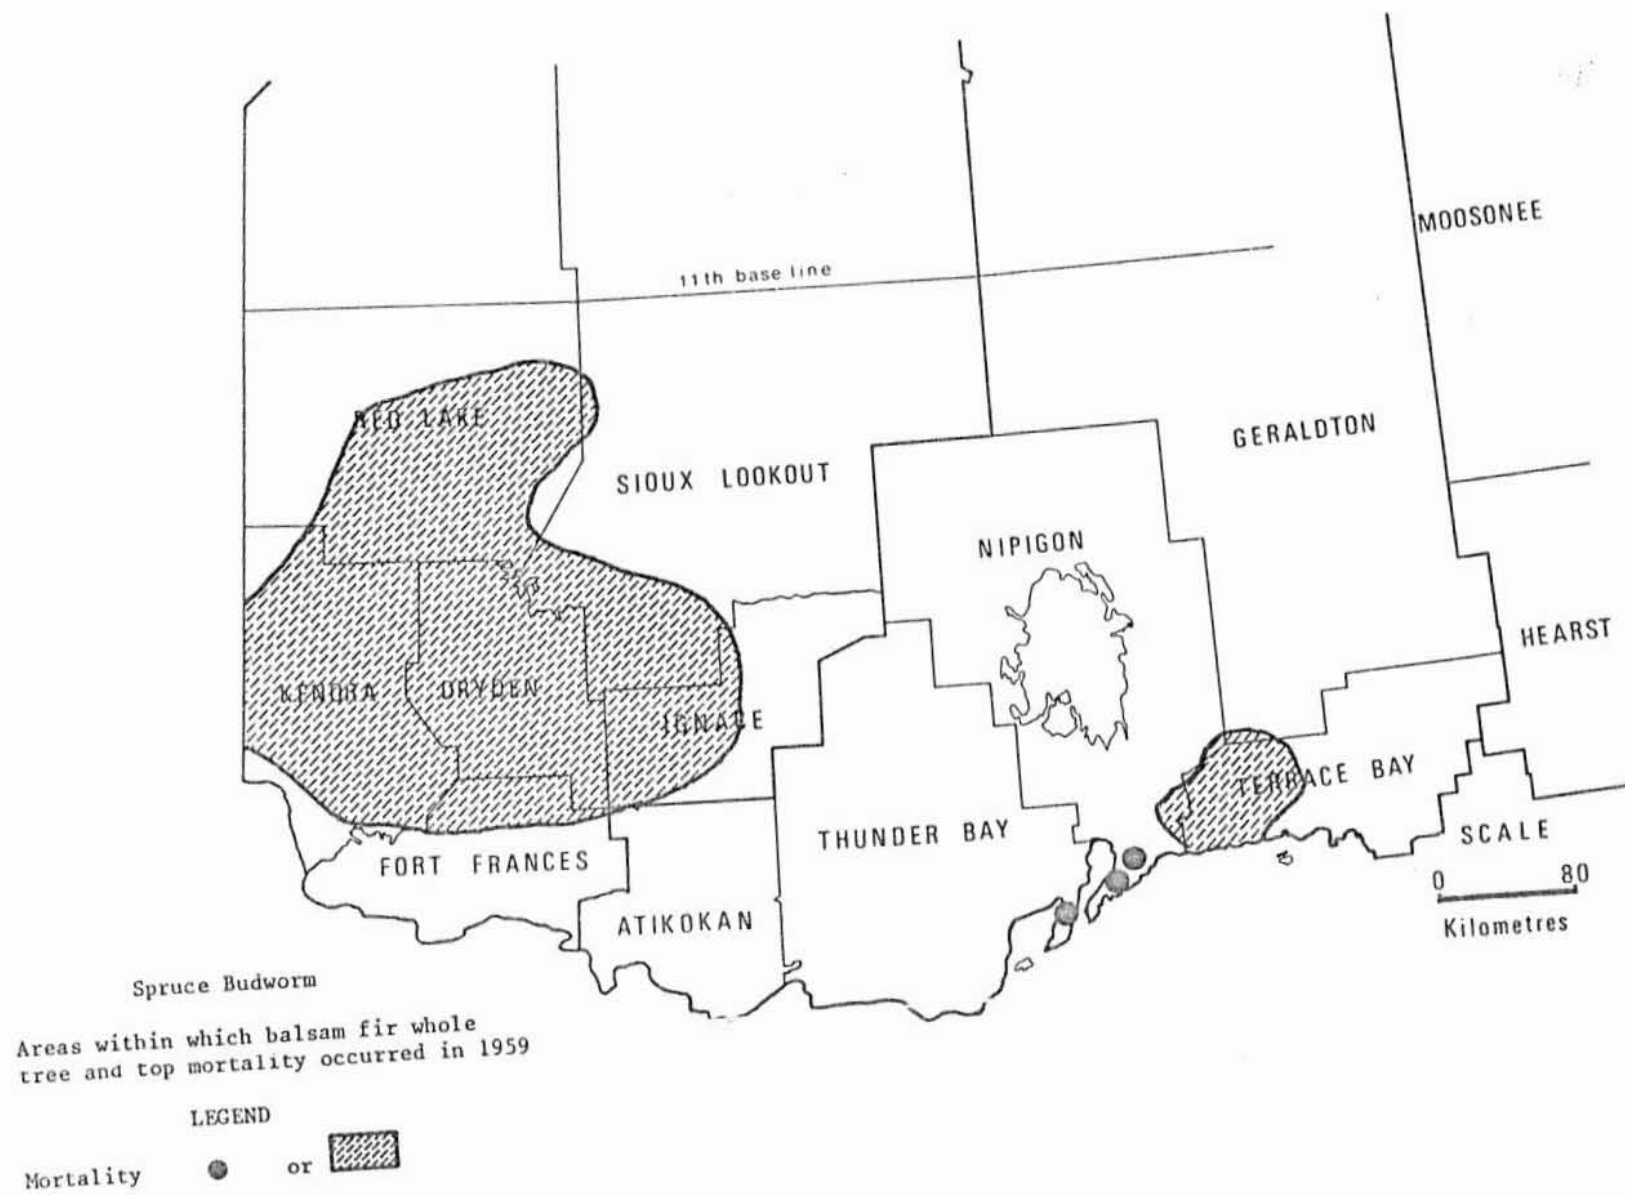 MOOSONEE
11th base line
RED LAKE
GERALDTON
SIOUX LOOKOUT
NIPIGON
HEARST
KENORA
DRYDEN
IGNACE
TERRACE BAY
THUNDER BAY
SCALE
FORT FRANCES
0 80
Kilometres
ATIKOKAN
Spruce Budworm
Areas within which balsam fir whole
tree and top mortality occurred in 1959
LEGEND
Mortality or